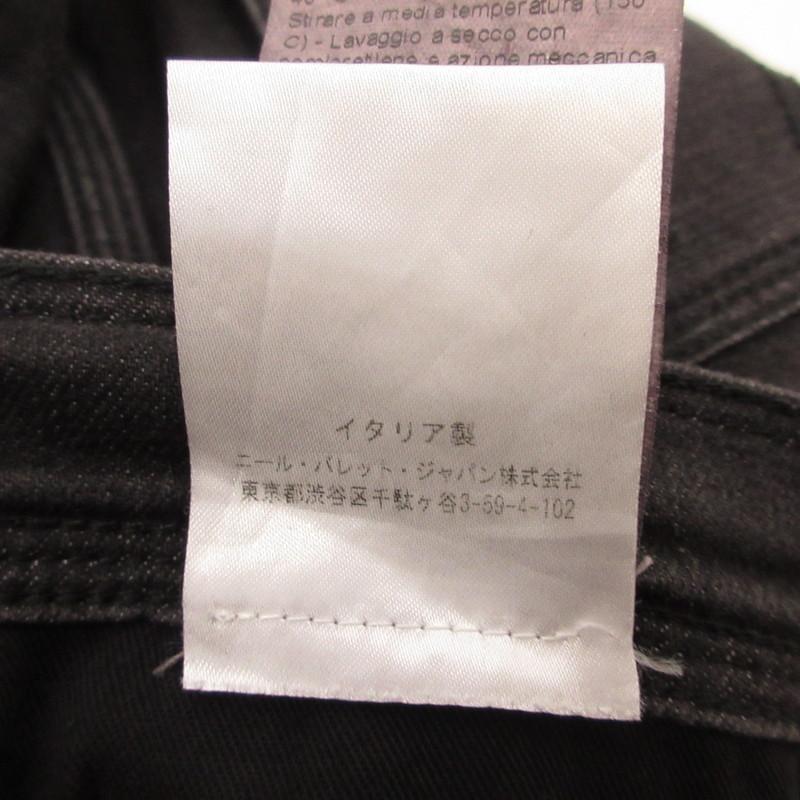 Stirare a media temperatura (150
C) - Lavaggio a secco con
e azione meccanica
イタリア製
ニール・バレット・ジャパン株式会社
東京都渋谷区千駄ヶ谷3-59-4-102